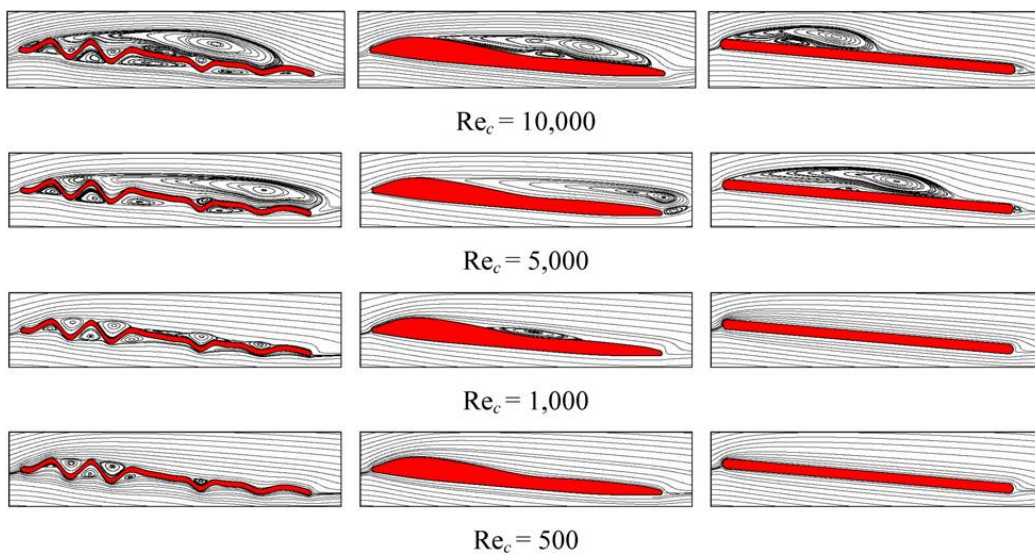 Re_c = 10,000
Re_c = 5,000
Re_c = 1,000
Re_c = 500